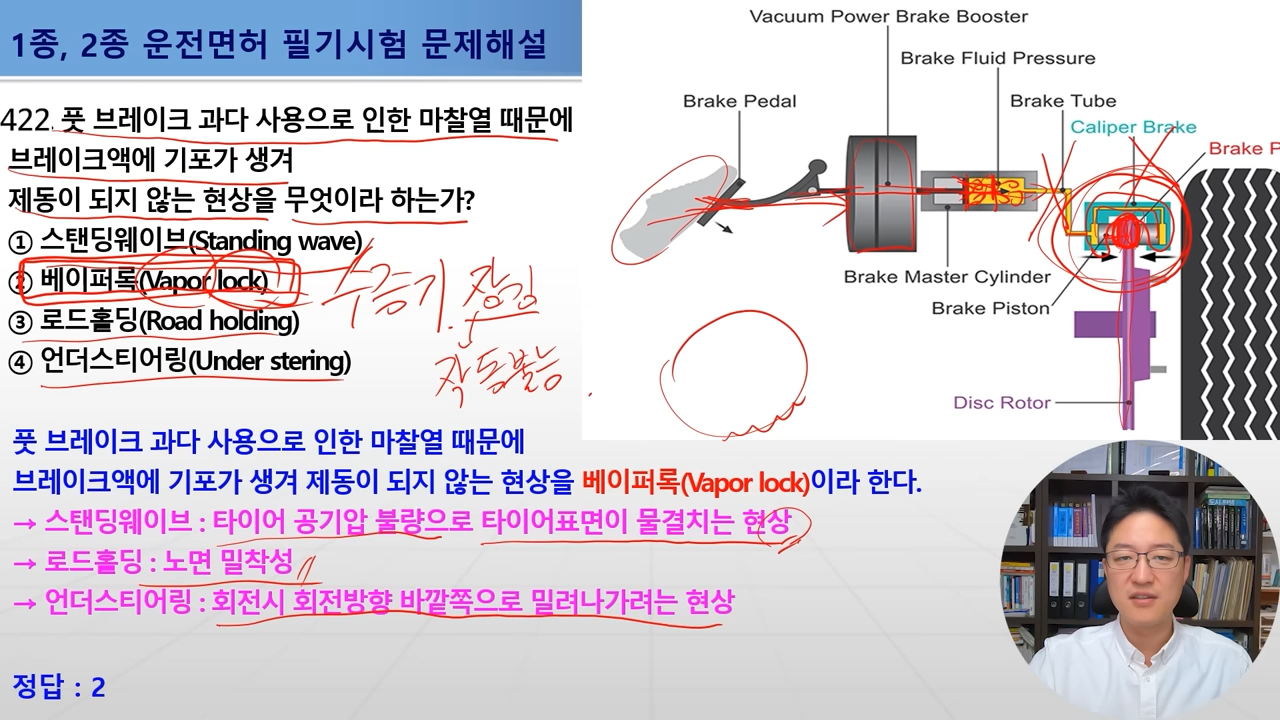 1종, 2종 운전면허 필기시험 문제해설
422. 풋 브레이크 과다 사용으로 인한 마찰열 때문에
브레이크액에 기포가 생겨
제동이 되지 않는 현상을 무엇이라 하는가?
① 스탠딩웨이브(Standing wave)
② 베이퍼록(Vapor lock)
③ 로드홀딩(Road holding)
④ 언더스티어링(Under stering)
수증기 잠김
작동불능
풋 브레이크 과다 사용으로 인한 마찰열 때문에
브레이크액에 기포가 생겨 제동이 되지 않는 현상을 베이퍼록(Vapor lock)이라 한다.
→ 스탠딩웨이브 : 타이어 공기압 불량으로 타이어표면이 물결치는 현상
→ 로드홀딩 : 노면 밀착성
→ 언더스티어링 : 회전시 회전방향 바깥쪽으로 밀려나가려는 현상
정답 : 2
Vacuum Power Brake Booster
Brake Fluid Pressure
Brake Pedal
Brake Tube
Caliper Brake
Brake P
Brake Master Cylinder
Brake Piston
Disc Rotor